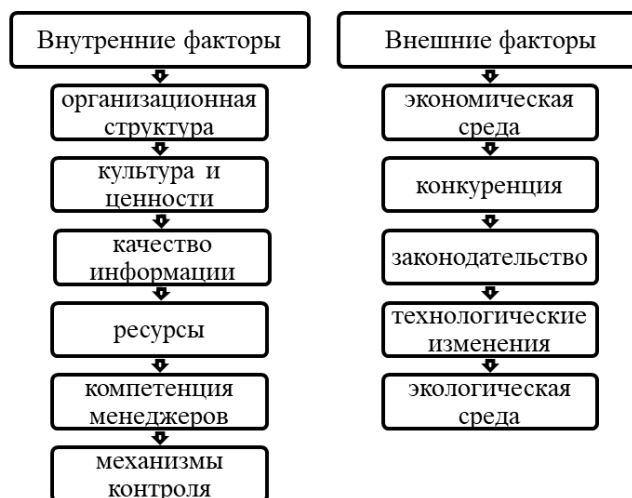 Внутренние факторы
организационная
структура
культура и
ценности
качество
информации
ресурсы
компетенция
менеджеров
механизмы
контроля
Внешние факторы
экономическая
среда
конкуренция
законодательство
технологические
изменения
экологическая
среда